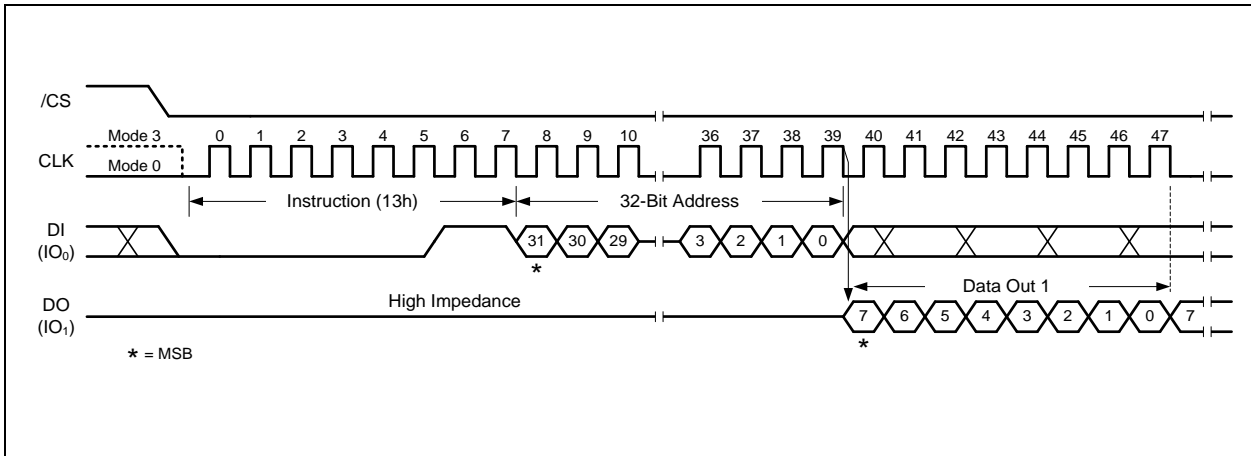 /CS
Mode 3
0 1 2 3 4 5 6 7 8 9 10 36 37 38 39 40 41 42 43 44 45 46 47
CLK
Mode 0
Instruction (13h)
32-Bit Address
DI
(IO₀)
31 30 29 3 2 1 0
*
High Impedance
Data Out 1
DO
(IO₁)
7 6 5 4 3 2 1 0 7
*
* = MSB